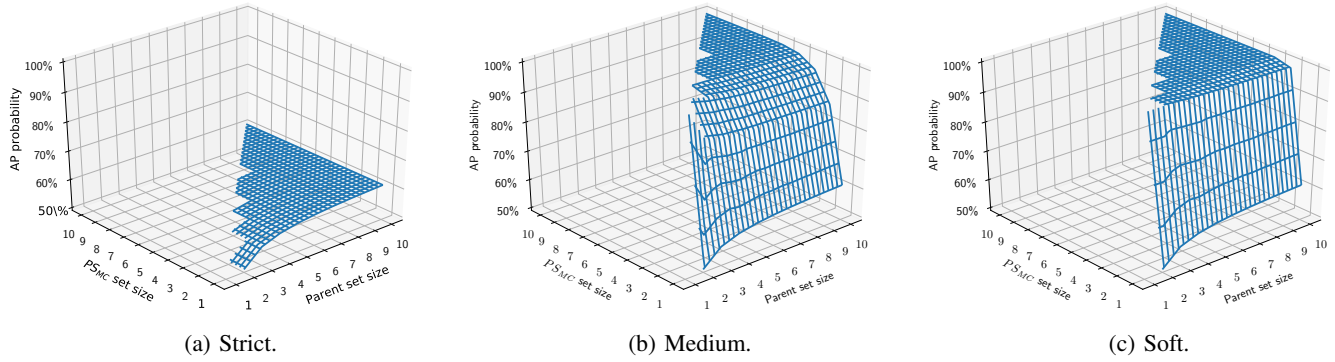 100%
90%
80%
70%
60%
50\%
AP probability
10 9 8 7 6 5 4 3 2 1
PS_MC set size
1 2 3 4 5 6 7 8 9 10
Parent set size
(a) Strict.
100%
90%
80%
70%
60%
50%
AP probability
10 9 8 7 6 5 4 3 2 1
PS_MC set size
1 2 3 4 5 6 7 8 9 10
Parent set size
(b) Medium.
100%
90%
80%
70%
60%
50%
AP probability
10 9 8 7 6 5 4 3 2 1
PS_MC set size
1 2 3 4 5 6 7 8 9 10
Parent set size
(c) Soft.